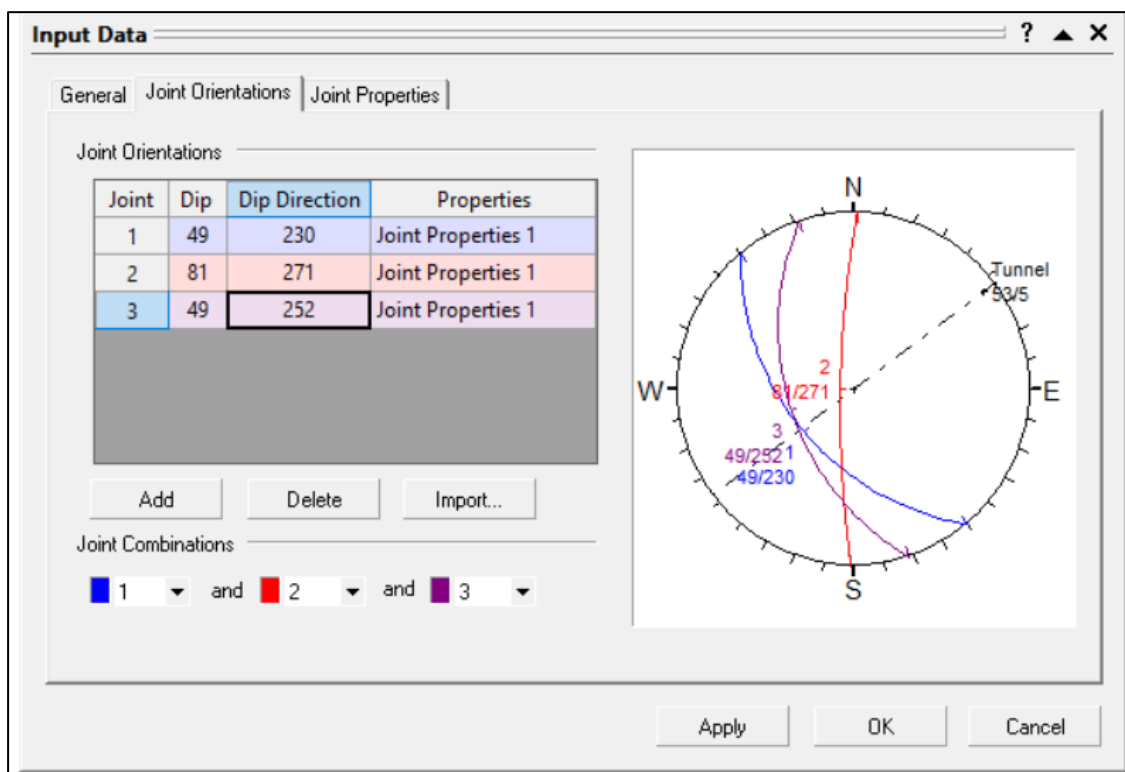 Input Data ? ▲ ✕
General Joint Orientations Joint Properties
Joint Orientations
Joint Dip Dip Direction Properties
1 49 230 Joint Properties 1
2 81 271 Joint Properties 1
3 49 252 Joint Properties 1
Add Delete Import...
Joint Combinations
1 and 2 and 3
N
Tunnel
53/5
2
81/271
W E
3
49/252 1
49/230
S
Apply OK Cancel